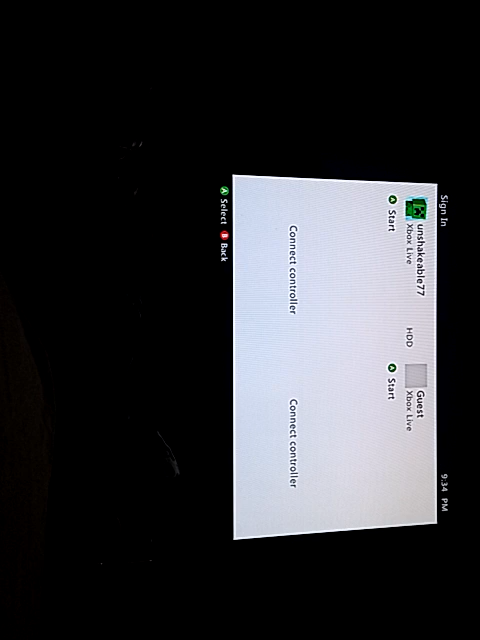 Sign In
9:34 PM
unshakeable77
Xbox Live
HDD
A Start
Guest
Xbox Live
A Start
Connect controller
Connect controller
A Select B Back